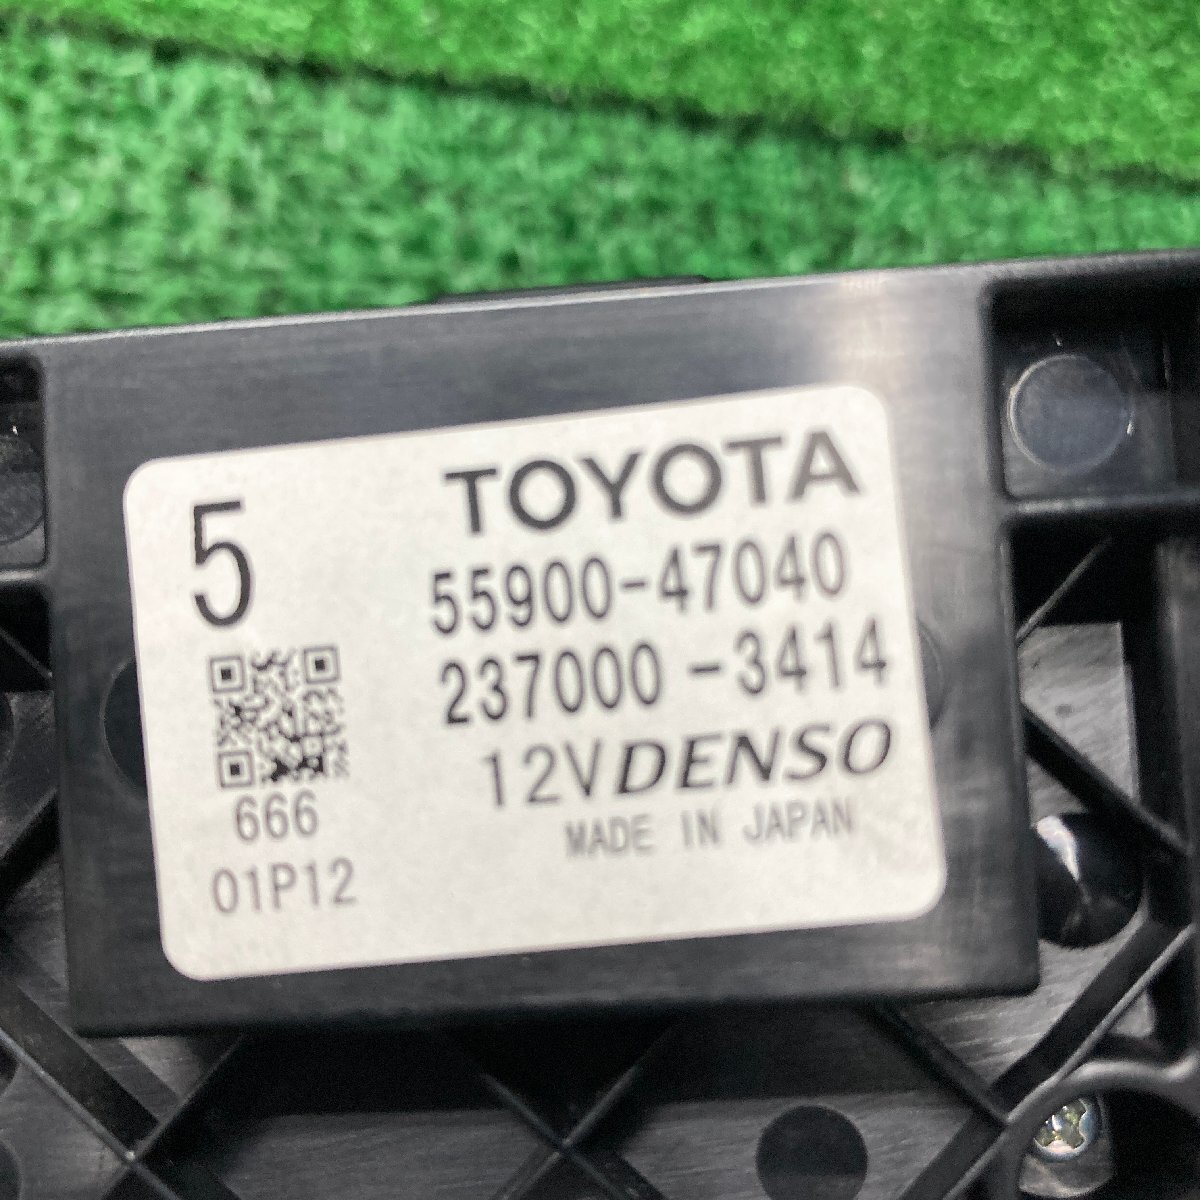 5
TOYOTA
55900-47040
237000-3414
12V DENSO
MADE IN JAPAN
666
01P12